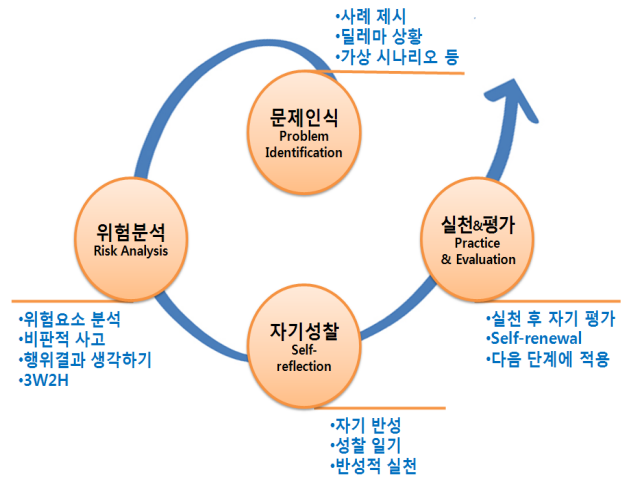 •사례 제시
•딜레마 상황
•가상 시나리오 등
문제인식
Problem
Identification
위험분석
Risk Analysis
•위험요소 분석
•비판적 사고
•행위결과 생각하기
•3W2H
자기성찰
Self-
reflection
•자기 반성
•성찰 일기
•반성적 실천
실천&평가
Practice
& Evaluation
•실천 후 자기 평가
•Self-renewal
•다음 단계에 적용